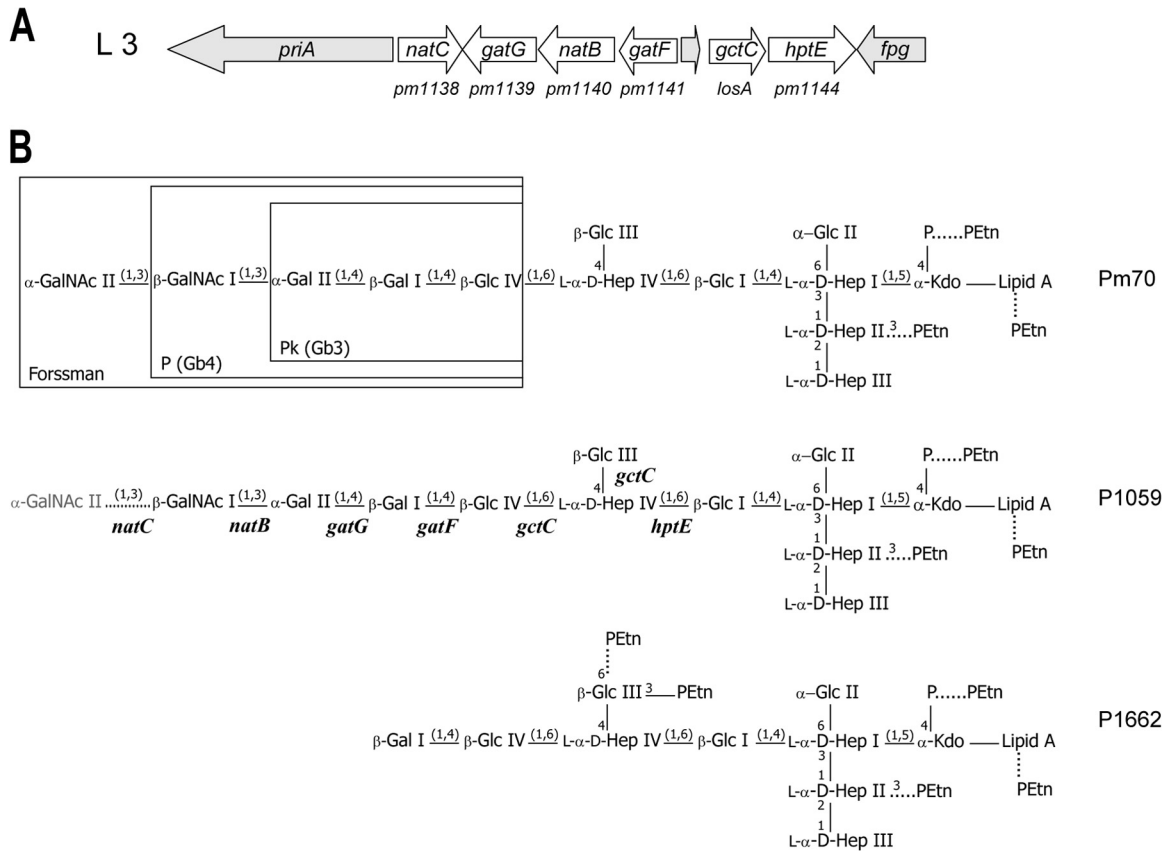 A
L 3
priA natC gatG natB gatF gctC hptE fpg
pm1138 pm1139 pm1140 pm1141 losA pm1144
B
β-Glc III α–Glc II P......PEtn
4 6 4
α-GalNAc II (1,3) β-GalNAc I (1,3) α-Gal II (1,4) β-Gal I (1,4) β-Glc IV (1,6) L-α-D-Hep IV (1,6) β-Glc I (1,4) L-α-D-Hep I (1,5) α-Kdo Lipid A Pm70
3
1
L-α-D-Hep II 3 PEtn PEtn
2
Pk (Gb3)
P (Gb4)
Forssman
1
L-α-D-Hep III
β-Glc III α-Glc II P......PEtn
gctC
4 6 4
α-GalNAc II (1,3) β-GalNAc I (1,3) α-Gal II (1,4) β-Gal I (1,4) β-Glc IV (1,6) L-α-D-Hep IV (1,6) β-Glc I (1,4) L-α-D-Hep I (1,5) α-Kdo Lipid A P1059
natC natB gatG gatF gctC hptE
3
1
L-α-D-Hep II 3 PEtn PEtn
2
1
L-α-D-Hep III
PEtn
6
β-Glc III 3 PEtn α-Glc II P......PEtn
4 6 4
β-Gal I (1,4) β-Glc IV (1,6) L-α-D-Hep IV (1,6) β-Glc I (1,4) L-α-D-Hep I (1,5) α-Kdo Lipid A P1662
3
1
L-α-D-Hep II 3 PEtn PEtn
2
1
L-α-D-Hep III